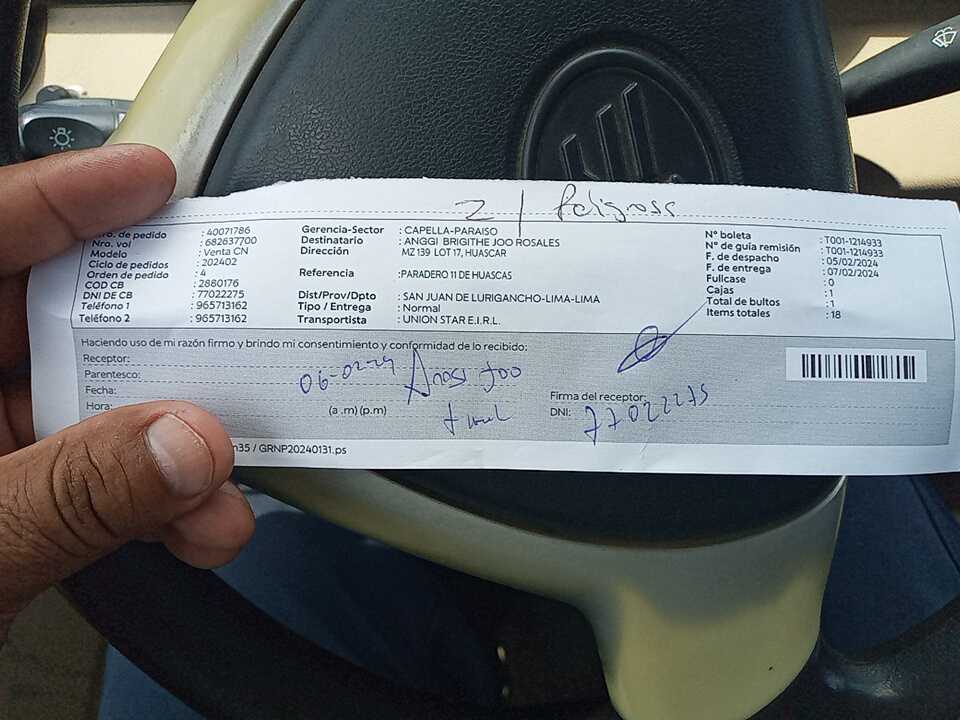 2 | Peligroso
Nro. de pedido : 40071786
Nro. vol : 682637700
Modelo : Venta CN
Ciclo de pedidos : 202402
Orden de pedido : 4
COD CB : 2880176
DNI DE CB : 77022275
Teléfono 1 : 965713162
Teléfono 2 : 965713162
Gerencia-Sector : CAPELLA-PARAISO
Destinatario : ANGGI BRIGITHE JOO ROSALES
Dirección : MZ 139 LOT 17, HUASCAR
Referencia : PARADERO 11 DE HUASCAS
Dist/Prov/Dpto : SAN JUAN DE LURIGANCHO-LIMA-LIMA
Tipo / Entrega : Normal
Transportista : UNION STAR E.I.R.L.
N° boleta : T001-1214933
N° de guía remisión : T001-1214933
F. de despacho : 05/02/2024
F. de entrega : 07/02/2024
Fullcase : 0
Cajas : 1
Total de bultos : 1
Items totales : 18
Haciendo uso de mi razón firmo y brindo mi consentimiento y conformidad de lo recibido:
Receptor:
Parentesco:
Fecha: 06-02-24
Hora: (a .m) (p.m)
Joo
Firma del receptor:
DNI: 77022275
n35 / GRNP20240131.ps